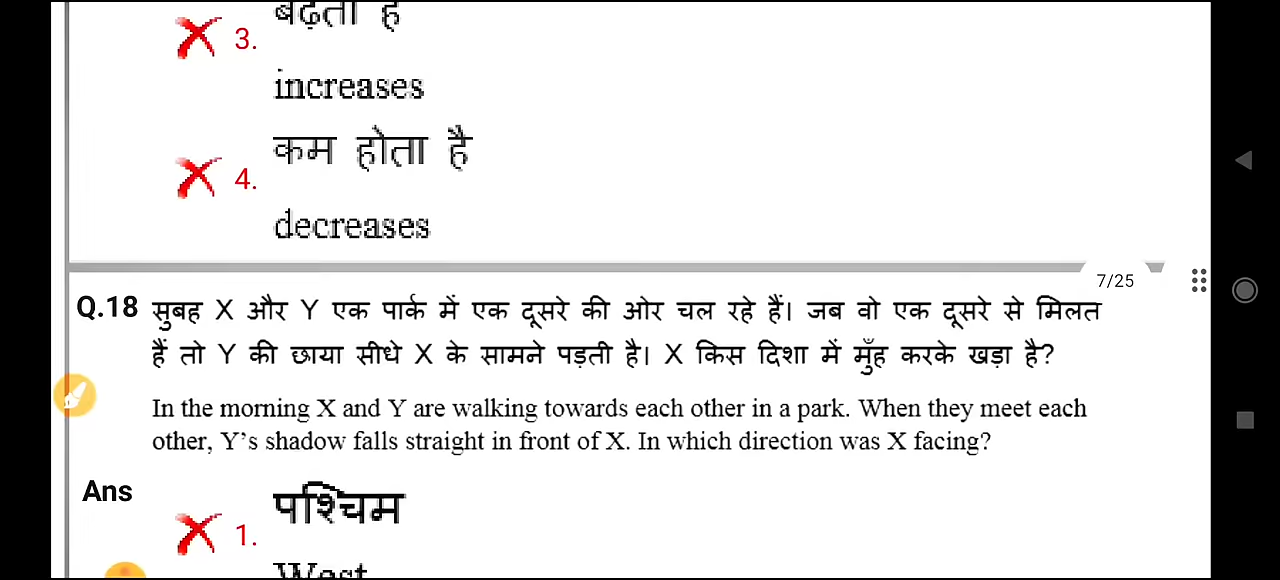 बढ़ता है
3.
increases
कम होता है
4.
decreases
7/25
Q.18 सुबह X और Y एक पार्क में एक दूसरे की ओर चल रहे हैं। जब वो एक दूसरे से मिलत
हैं तो Y की छाया सीधे X के सामने पड़ती है। X किस दिशा में मुँह करके खड़ा है?
In the morning X and Y are walking towards each other in a park. When they meet each
other, Y’s shadow falls straight in front of X. In which direction was X facing?
Ans
पश्चिम
1.
West